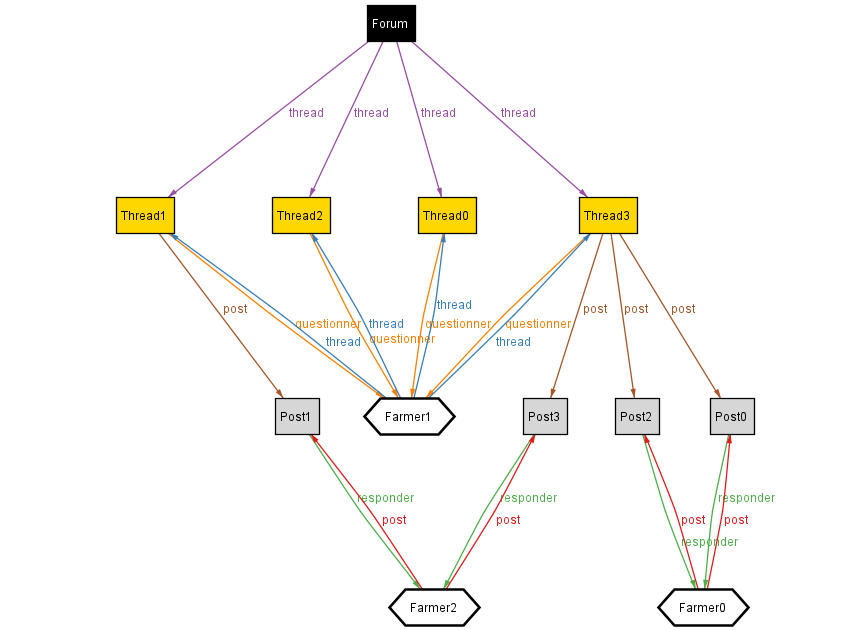 Forum
thread thread thread thread
Thread1 Thread2 Thread0 Thread3
thread
post post post post
questionner thread questionner questionner
questionner
thread thread
Post1 Farmer1 Post3 Post2 Post0
responder responder responder
post post post post
responder
Farmer2 Farmer0